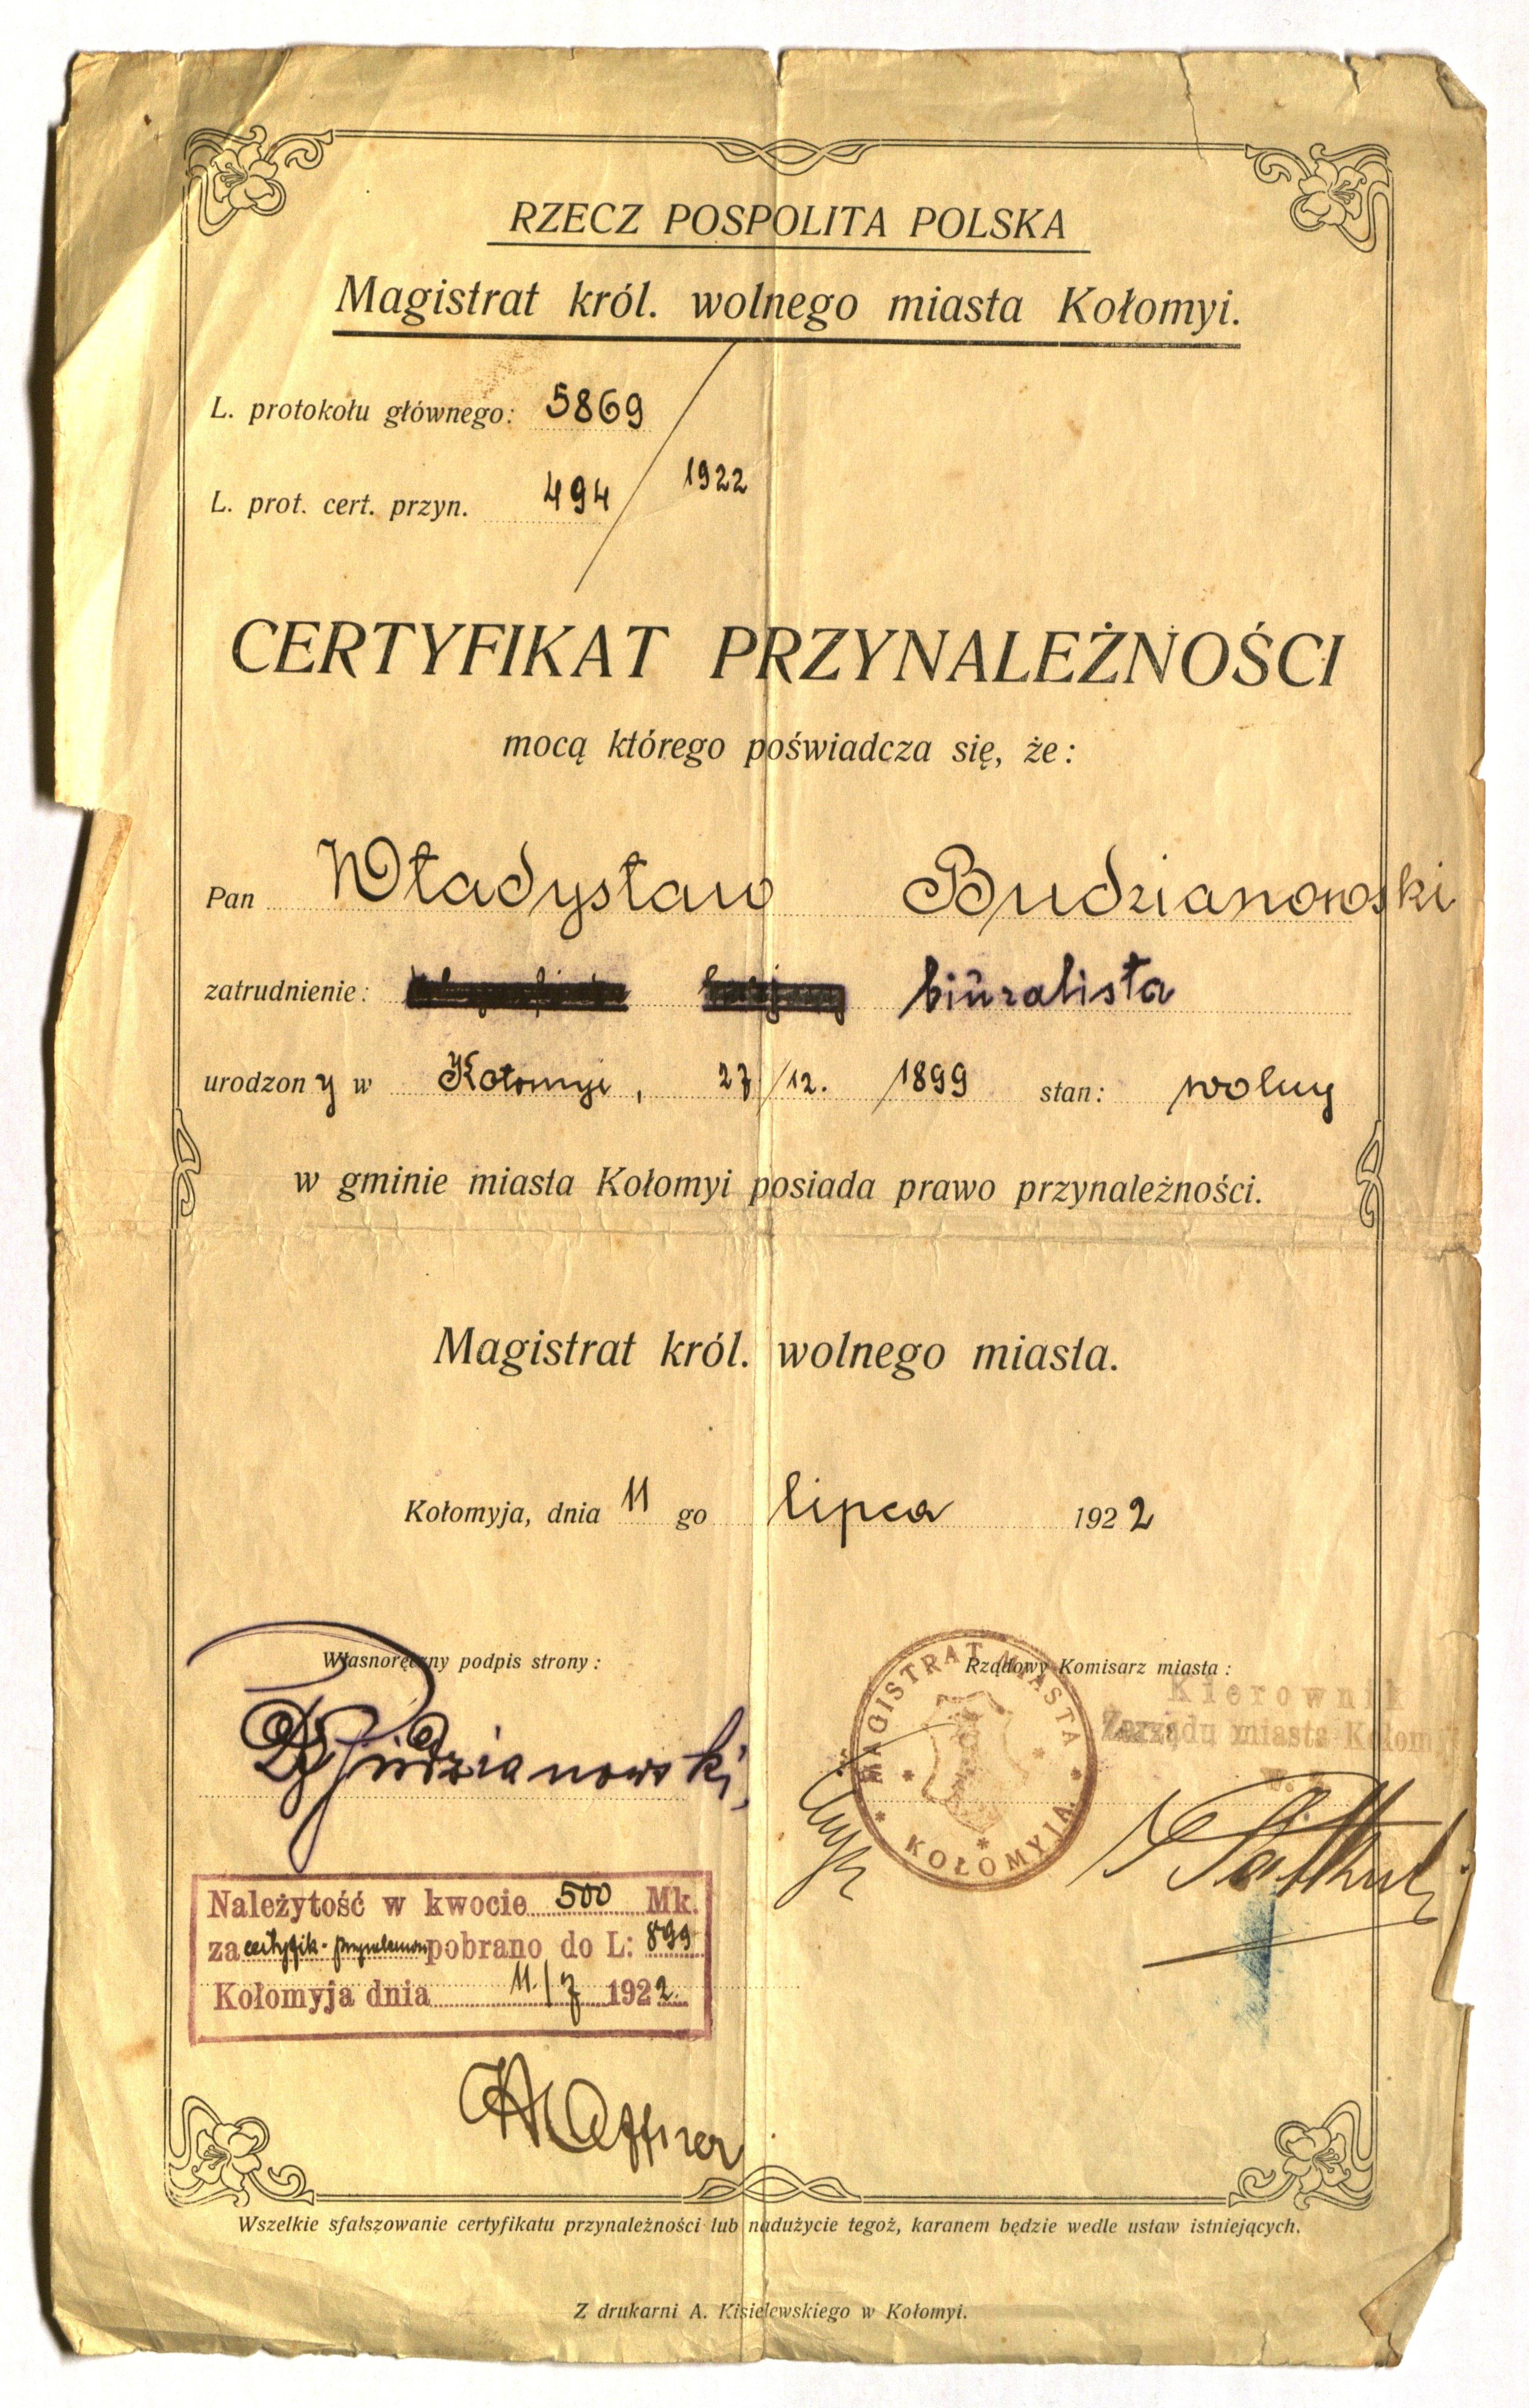 RZECZ POSPOLITA POLSKA
Magistrat król. wolnego miasta Kołomyi.
L. protokołu głównego: 5869
L. prot. cert. przyn. 494 / 1922
CERTYFIKAT PRZYNALEŻNOŚCI
mocą którego poświadcza się, że:
Pan Władysław Budzianowski
zatrudnienie: biuralista
urodzony w Kołomyi, 27/12. /1899 stan: wolny
w gminie miasta Kołomyi posiada prawo przynależności.
Magistrat król. wolnego miasta.
Kołomyja, dnia 11 go lipca 1922
Własnoręczny podpis strony:
Rządowy Komisarz miasta:
Kierownik
Zarządu miasta Kołomyi
MAGISTRAT MIASTA
KOŁOMYJA
Budzianowski
Należytość w kwocie 500 Mk.
za certyfik. pobrano do L: 899
Kołomyja dnia 11/7 1922.
Wszelkie sfałszowanie certyfikatu przynależności lub nadużycie tegoż, karanem będzie wedle ustaw istniejących.
Z drukarni A. Kisielewskiego w Kołomyi.